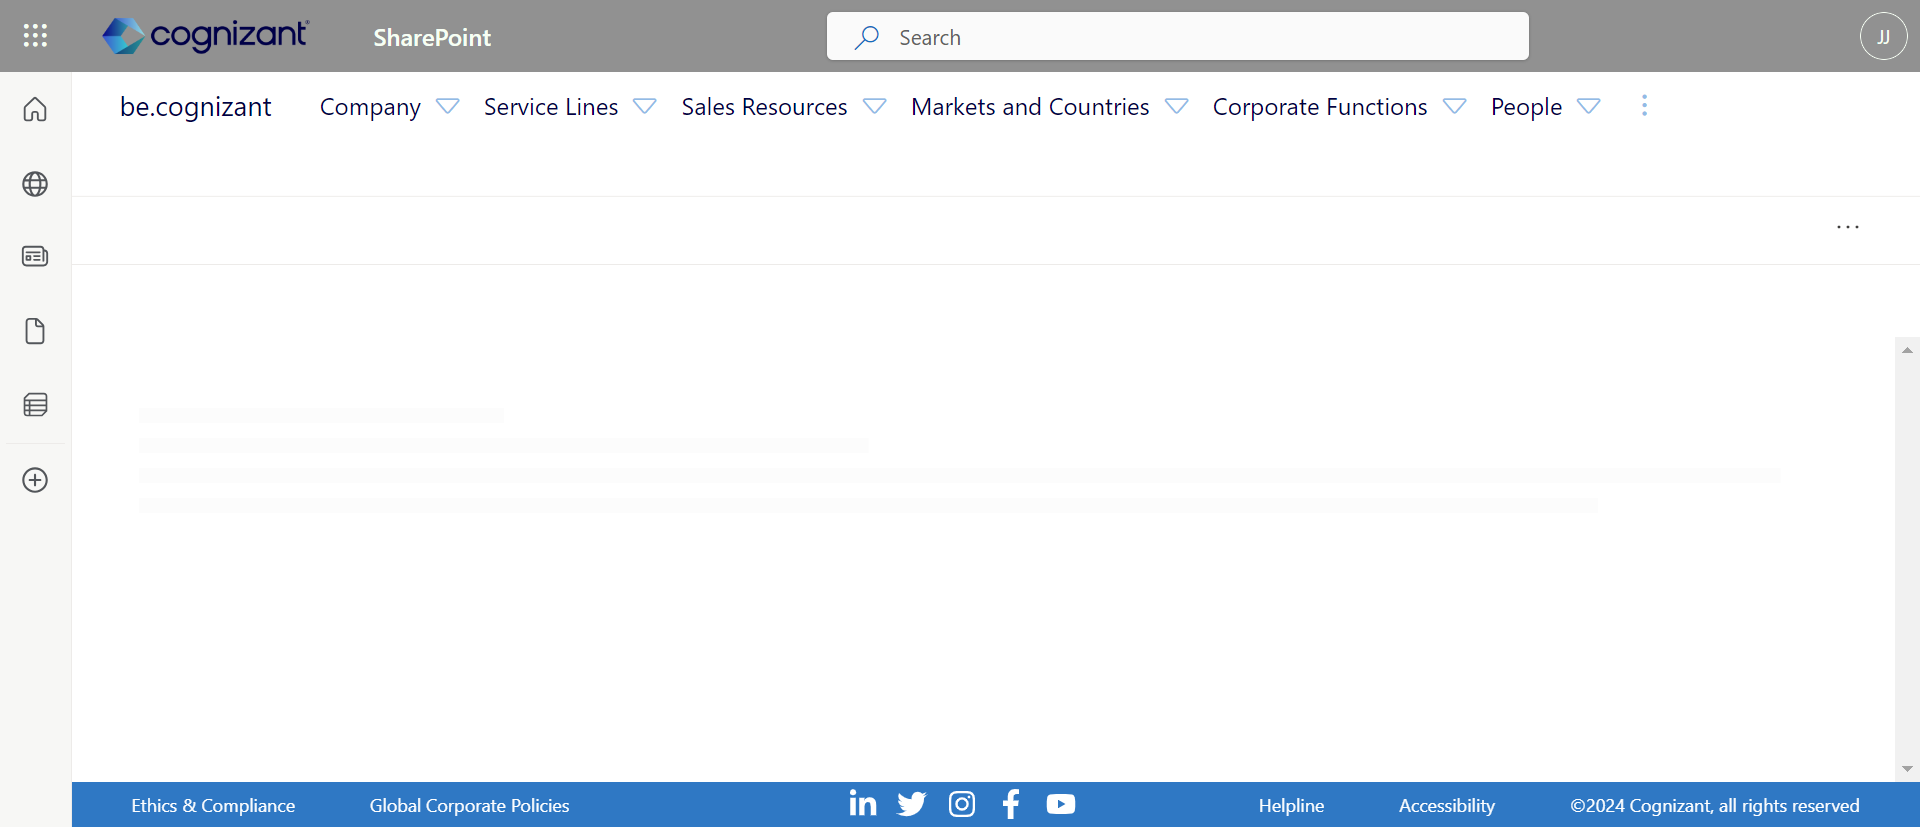 cognizant
SharePoint
Search
JJ
be.cognizant
Company
Service Lines
Sales Resources
Markets and Countries
Corporate Functions
People
Ethics & Compliance
Global Corporate Policies
Helpline
Accessibility
©2024 Cognizant, all rights reserved